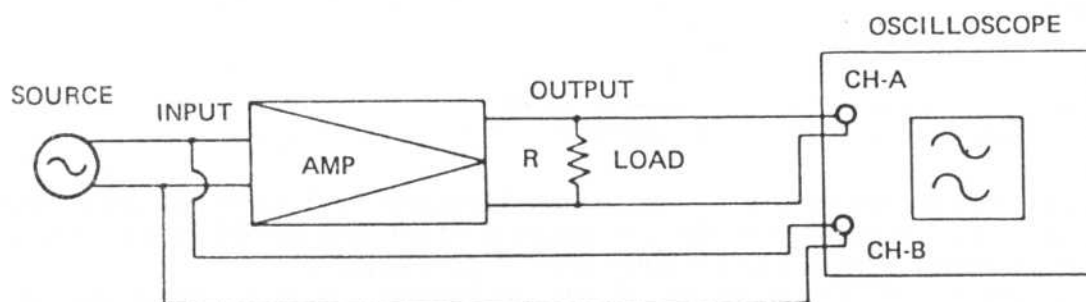 OSCILLOSCOPE
SOURCE
INPUT
OUTPUT
CH-A
AMP
R
LOAD
CH-B